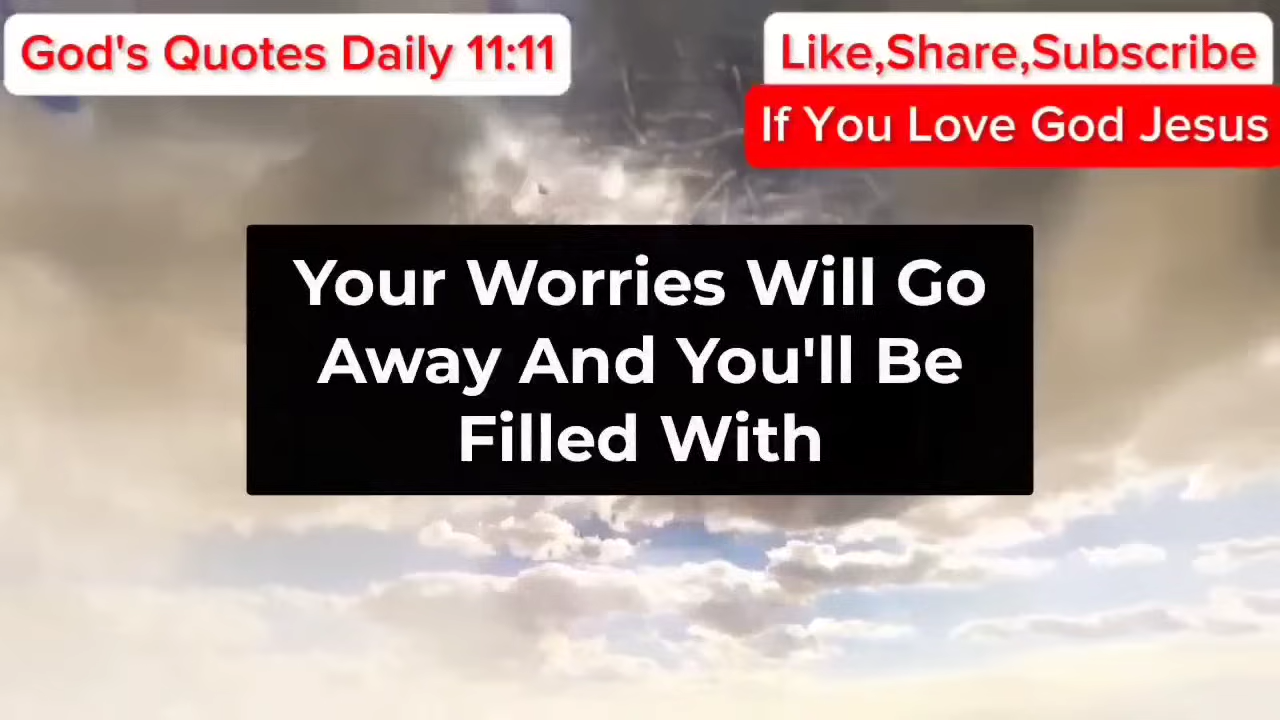 God's Quotes Daily 11:11
Like,Share,Subscribe
If You Love God Jesus
Your Worries Will Go
Away And You'll Be
Filled With